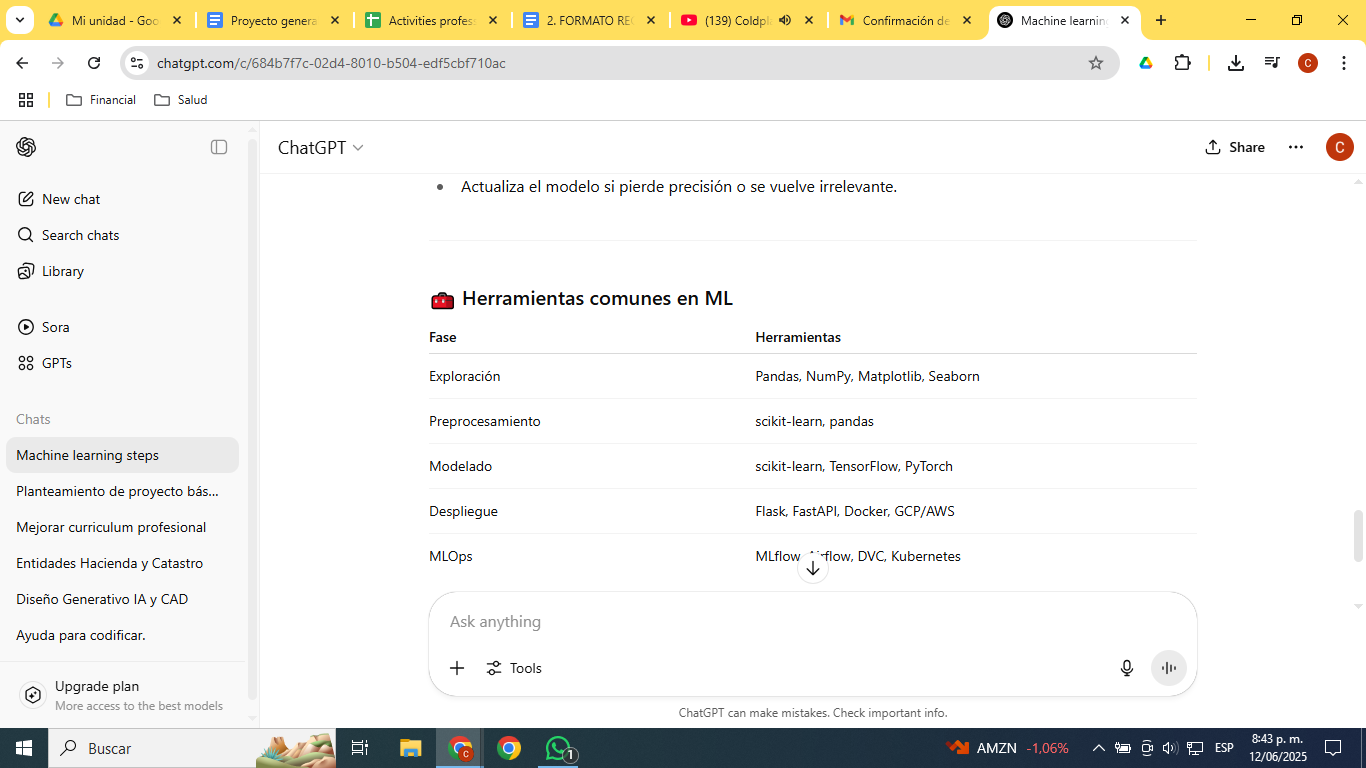 Mi unidad - Goo
Proyecto genera
Activities profes
2. FORMATO RE
(139) Coldpl
Confirmación de
Machine learning
chatgpt.com/c/684b7f7c-02d4-8010-b504-edf5cbf710ac
C
Financial
Salud
ChatGPT
Share
C
New chat
Search chats
Library
Sora
GPTs
Chats
Machine learning steps
Planteamiento de proyecto bás...
Mejorar curriculum profesional
Entidades Hacienda y Catastro
Diseño Generativo IA y CAD
Ayuda para codificar.
Upgrade plan
More access to the best models
Actualiza el modelo si pierde precisión o se vuelve irrelevante.
Herramientas comunes en ML
Fase Herramientas
Exploración Pandas, NumPy, Matplotlib, Seaborn
Preprocesamiento scikit-learn, pandas
Modelado scikit-learn, TensorFlow, PyTorch
Despliegue Flask, FastAPI, Docker, GCP/AWS
MLOps MLflow, Airflow, DVC, Kubernetes
Ask anything
Tools
ChatGPT can make mistakes. Check important info.
Buscar
C
1
AMZN -1,06%
ESP
8:43 p. m.
12/06/2025